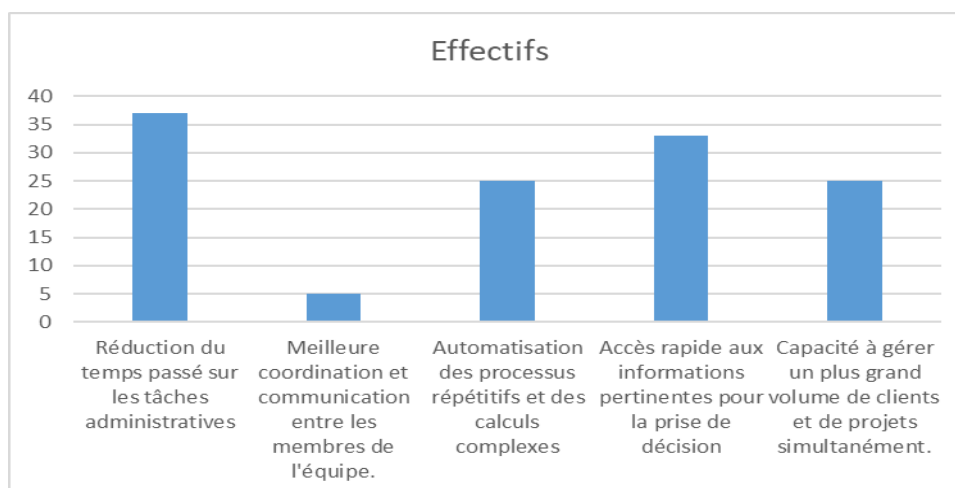 Effectifs
40
35
30
25
20
15
10
5
0
Réduction du
temps passé sur
les tâches
administratives
Meilleure
coordination et
communication
entre les
membres de
l'équipe.
Automatisation
des processus
répétitifs et des
calculs
complexes
Accès rapide aux
informations
pertinentes pour
la prise de
décision
Capacité à gérer
un plus grand
volume de clients
et de projets
simultanément.